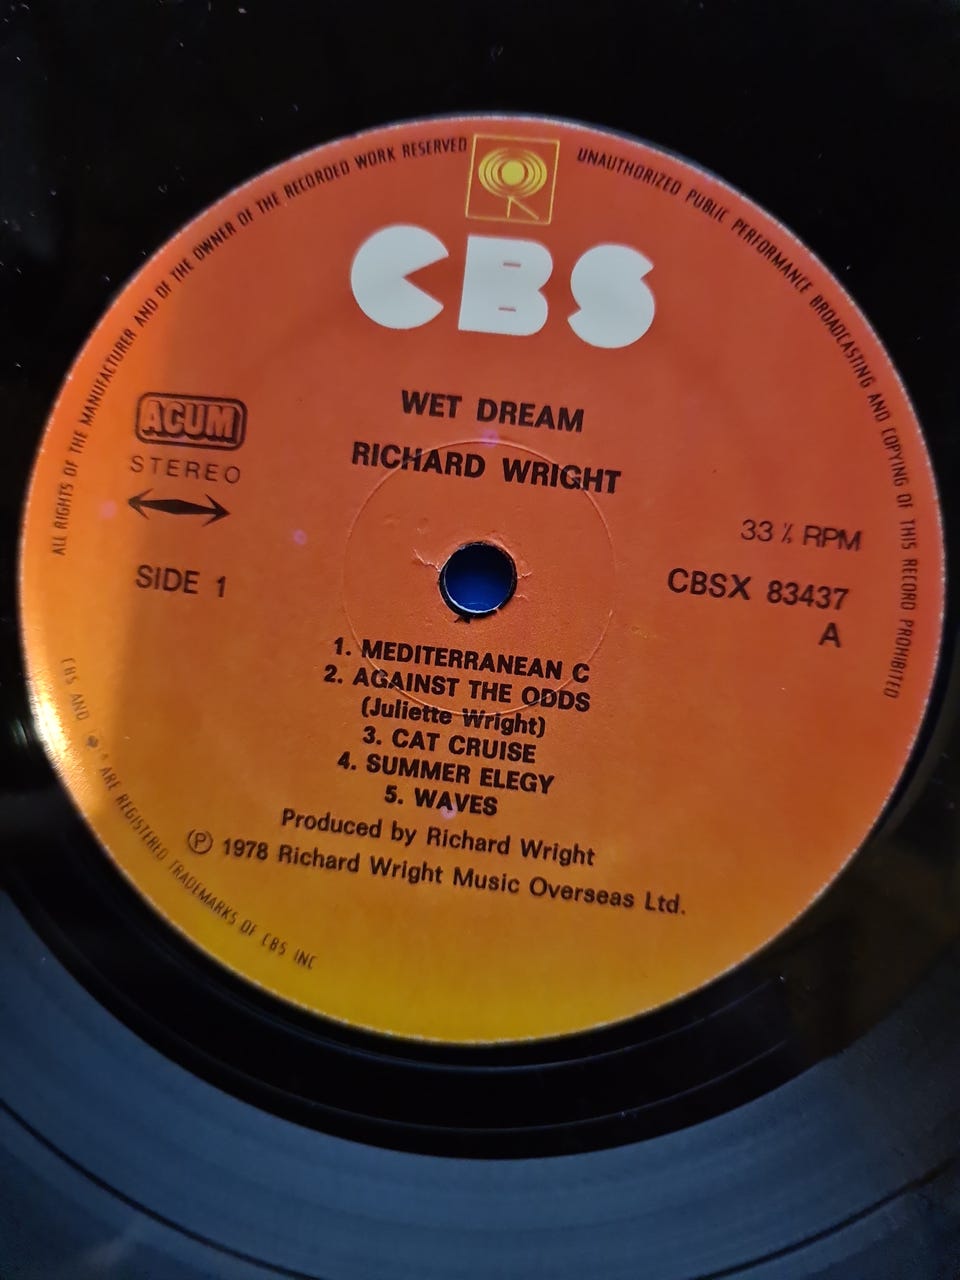 ALL RIGHTS OF THE MANUFACTURER AND OF THE OWNER OF THE RECORDED WORK RESERVED
UNAUTHORIZED PUBLIC PERFORMANCE BROADCASTING AND COPYING OF THIS RECORD PROHIBITED
CBS
WET DREAM
RICHARD WRIGHT
ACUM
STEREO
SIDE 1
33 ⅓ RPM
CBSX 83437
A
1. MEDITERRANEAN C
2. AGAINST THE ODDS
(Juliette Wright)
3. CAT CRUISE
4. SUMMER ELEGY
5. WAVES
Produced by Richard Wright
Ⓟ 1978 Richard Wright Music Overseas Ltd.
CBS AND ARE REGISTERED TRADEMARKS OF CBS INC